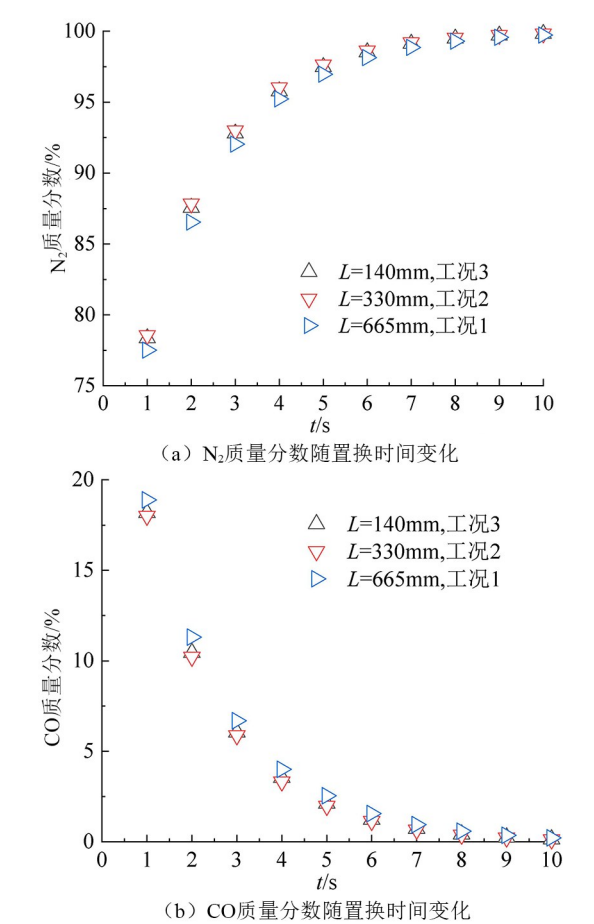 100
95
90
85
80
75
N₂质量分数/%
L=140mm,工况3
L=330mm,工况2
L=665mm,工况1
0 1 2 3 4 5 6 7 8 9 10
t/s
（a）N₂质量分数随置换时间变化
20
15
10
5
0
CO质量分数/%
L=140mm,工况3
L=330mm,工况2
L=665mm,工况1
0 1 2 3 4 5 6 7 8 9 10
t/s
（b）CO质量分数随置换时间变化